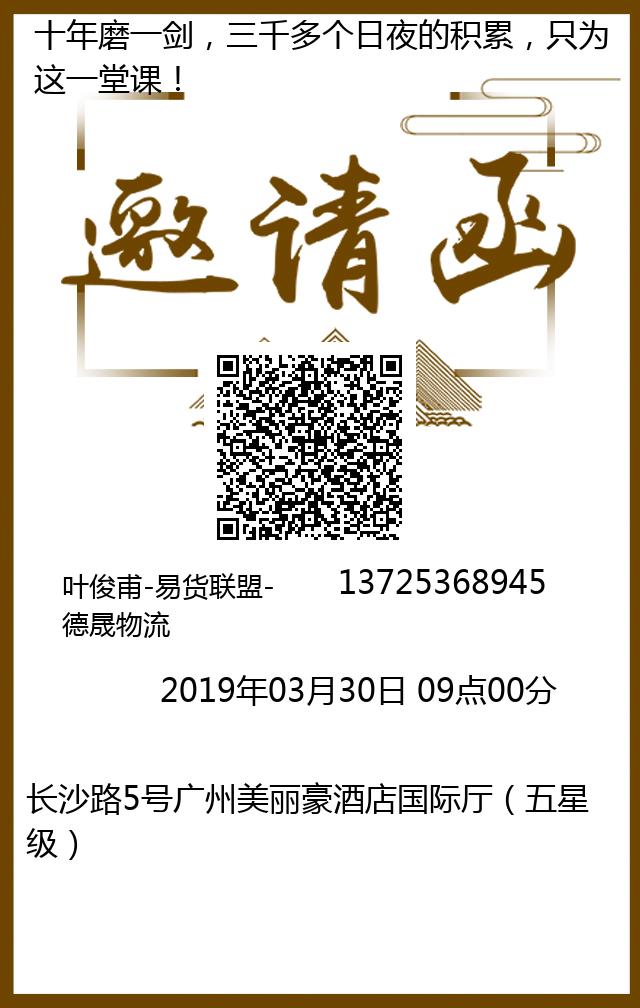 十年磨一剑，三千多个日夜的积累，只为
这一堂课！
邀请函
叶俊甫-易货联盟-
德晟物流
13725368945
2019年03月30日 09点00分
长沙路5号广州美丽豪酒店国际厅（五星
级）